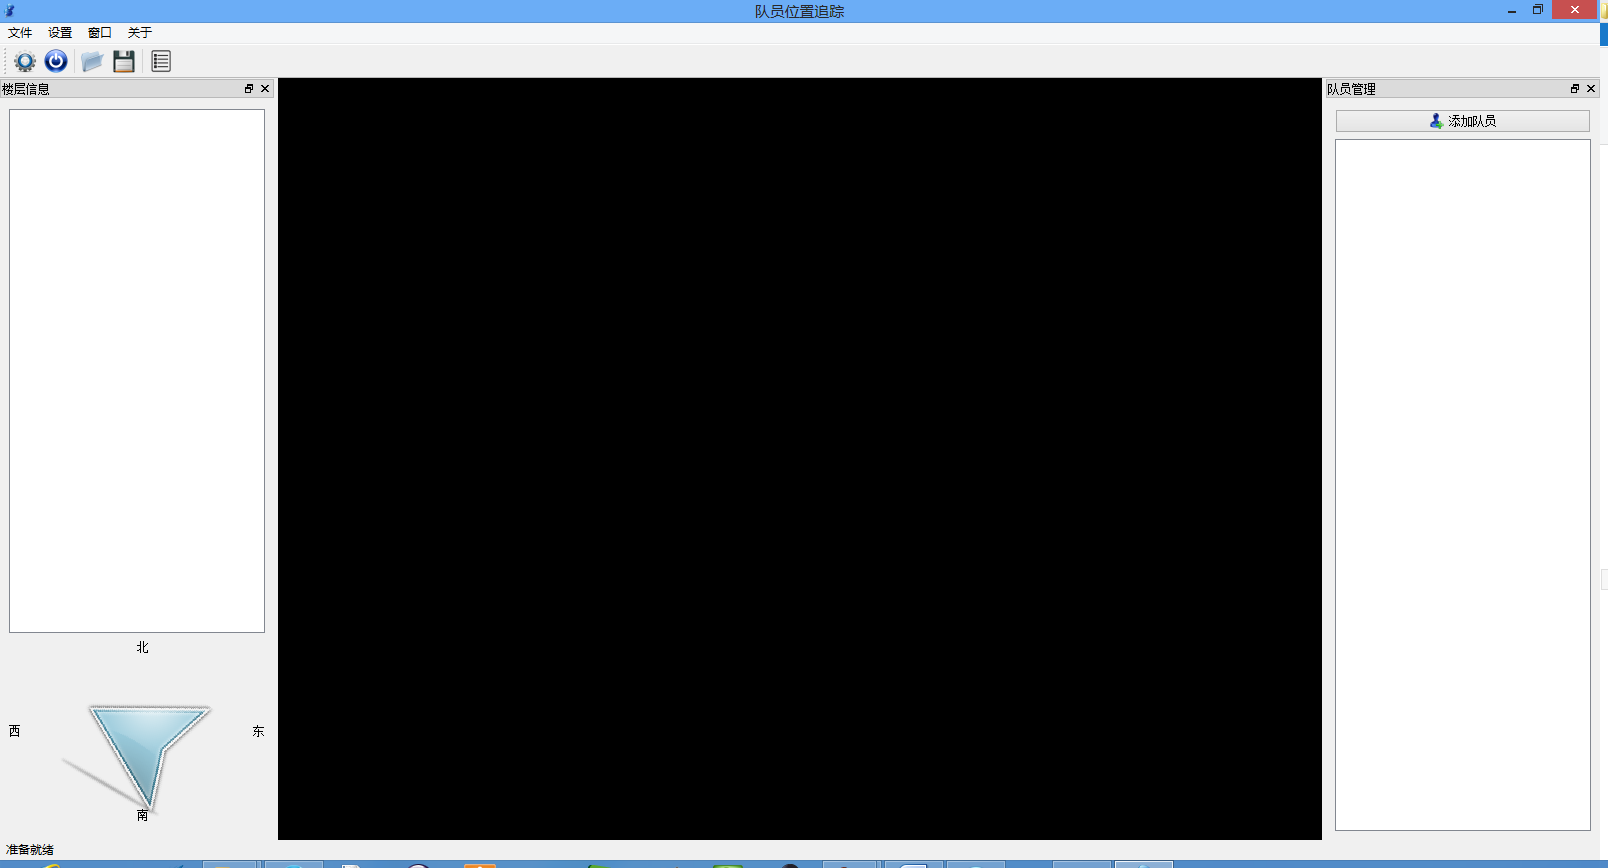 队员位置追踪
文件 设置 窗口 关于
楼层信息
队员管理
添加队员
北
西
东
南
准备就绪